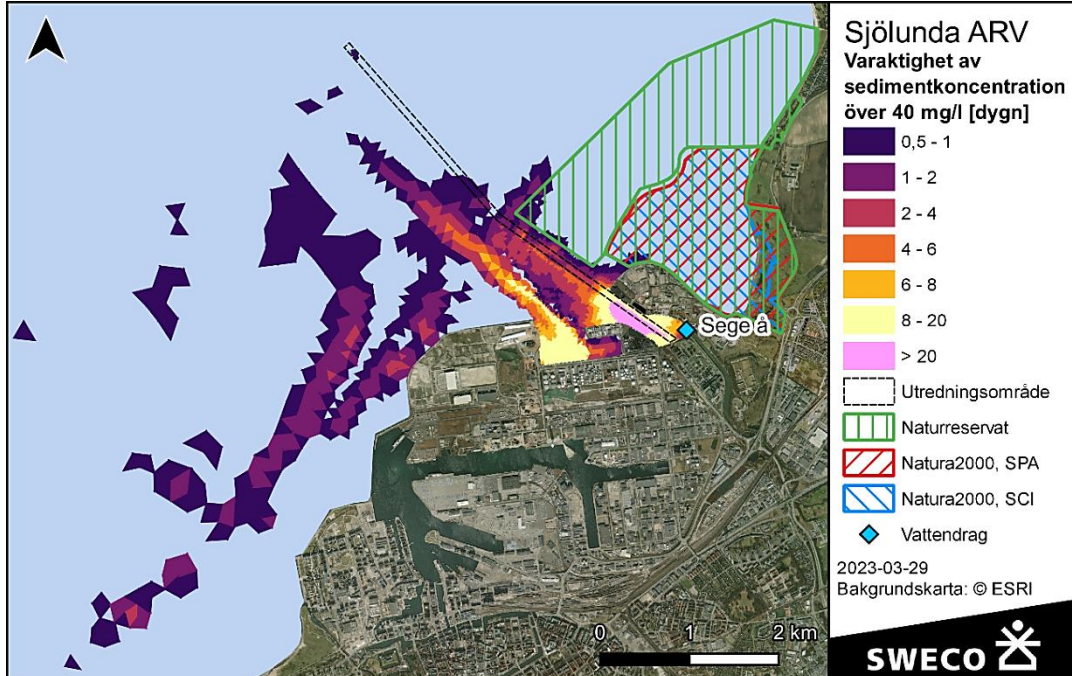 Sjölunda ARV
Varaktighet av
sedimentkoncentration
över 40 mg/l [dygn]
0,5 - 1
1 - 2
2 - 4
4 - 6
6 - 8
8 - 20
> 20
Utredningsområde
Naturreservat
Natura2000, SPA
Natura2000, SCI
Vattendrag
2023-03-29
Bakgrundskarta: © ESRI
SWECO
Sege å
0 1 2 km